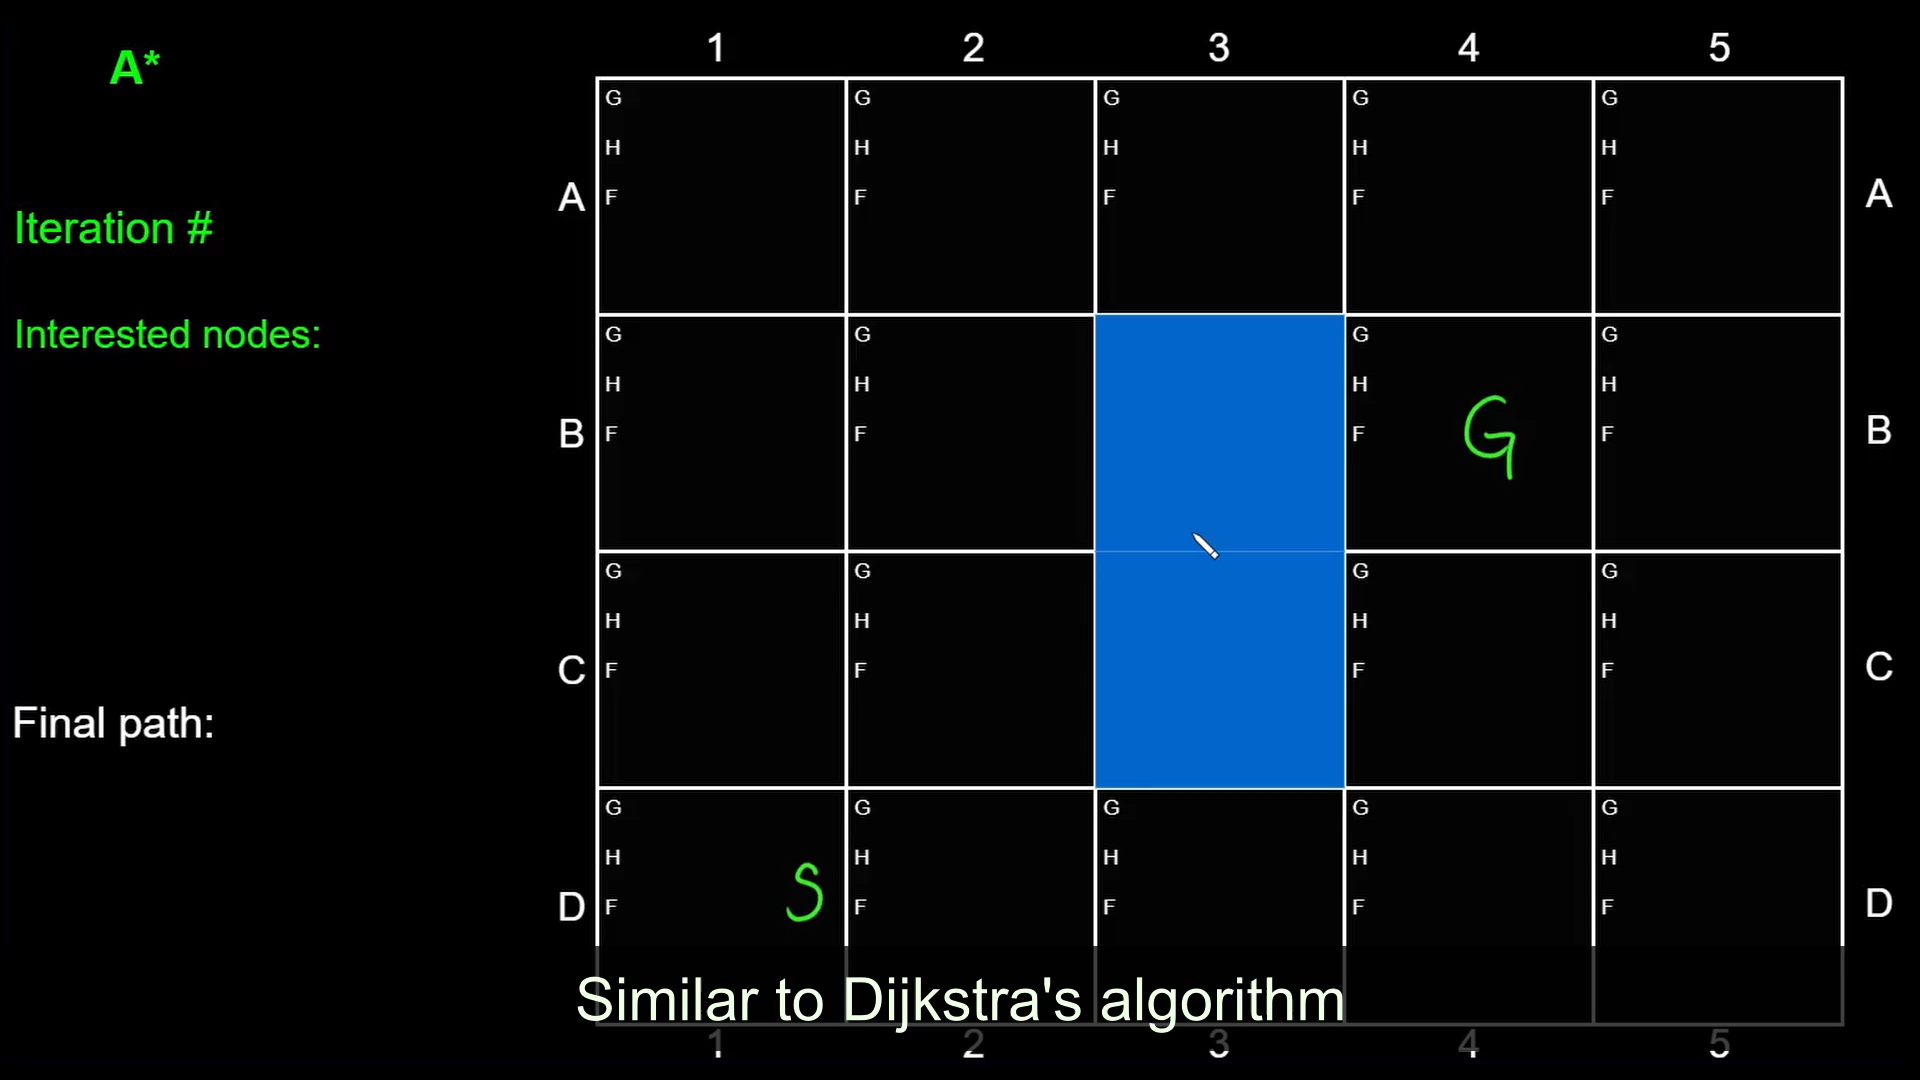 A*
Iteration #
Interested nodes:
Final path:
1 2 3 4 5
G G G G G
H H H H H
A F F F F F A
G G G G
H H H H
B F F F G F B
G G G G
H H H H
C F F F F C
G G G G G
H H H H H
D F S F F F F D
Similar to Dijkstra's algorithm
1 2 3 4 5